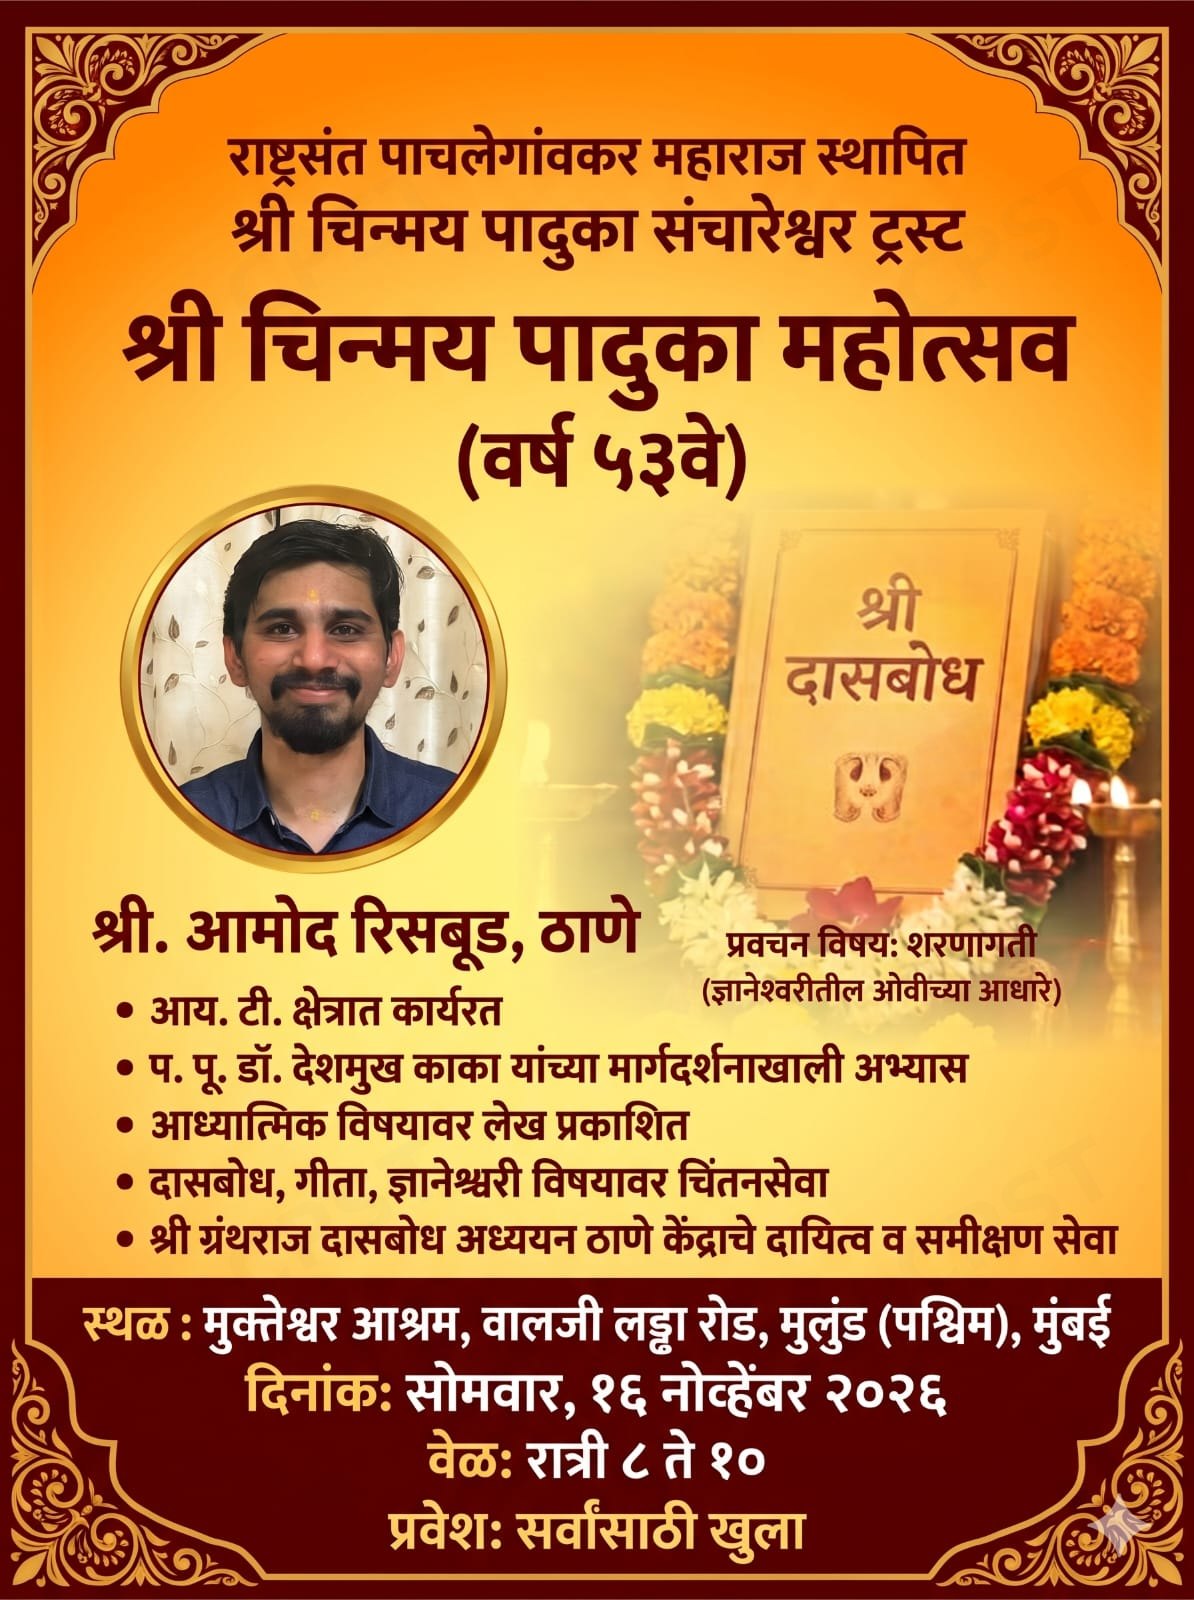 राष्ट्रसंत पाचलेगांवकर महाराज स्थापित
श्री चिन्मय पादुका संचारेश्वर ट्रस्ट
श्री चिन्मय पादुका महोत्सव
(वर्ष ५३वे)
श्री
दासबोध
श्री. आमोद रिसबूड, ठाणे
प्रवचन विषय: शरणागती
(ज्ञानेश्वरीतील ओवीच्या आधारे)
• आय. टी. क्षेत्रात कार्यरत
• प. पू. डॉ. देशमुख काका यांच्या मार्गदर्शनाखाली अभ्यास
• आध्यात्मिक विषयावर लेख प्रकाशित
• दासबोध, गीता, ज्ञानेश्वरी विषयावर चिंतनसेवा
• श्री ग्रंथराज दासबोध अध्ययन ठाणे केंद्राचे दायित्व व समीक्षण सेवा
स्थळ : मुक्तेश्वर आश्रम, वालजी लड्ढा रोड, मुलुंड (पश्चिम), मुंबई
दिनांक: सोमवार, १६ नोव्हेंबर २०२६
वेळ: रात्री ८ ते १०
प्रवेश: सर्वांसाठी खुला